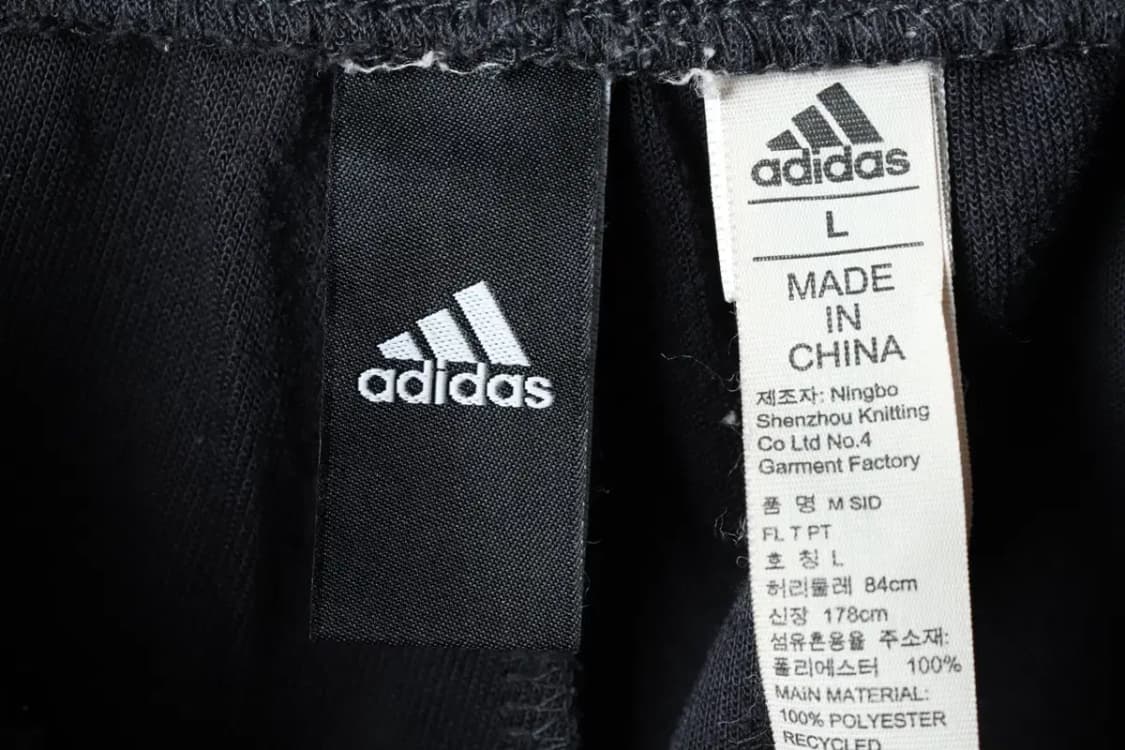 adidas
adidas
L
MADE
IN
CHINA
제조자: Ningbo
Shenzhou Knitting
Co Ltd No.4
Garment Factory
품 명 M SID
FL T PT
호 칭 L
허리둘레 84cm
신장 178cm
섬유혼용율 주소재:
폴리에스터 100%
MAIN MATERIAL:
100% POLYESTER
RECYCLED